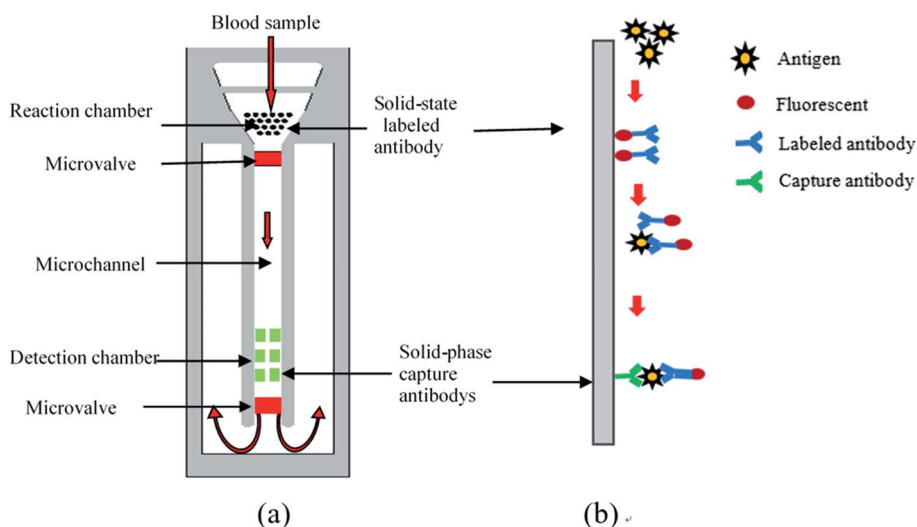 Blood sample
Reaction chamber
Solid-state
labeled
antibody
Microvalve
Microchannel
Detection chamber
Solid-phase
capture
antibodys
Microvalve
(a)
Antigen
Fluorescent
Labeled antibody
Capture antibody
(b)